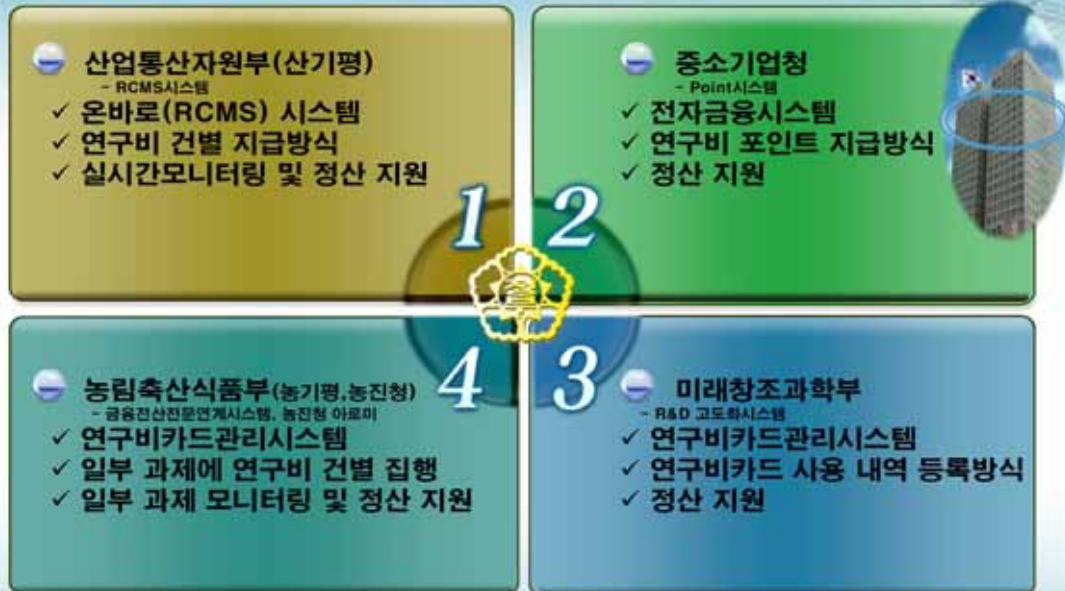 산업통산자원부(산기평)
- RCMS시스템
✓ 온바로(RCMS) 시스템
✓ 연구비 건별 지급방식
✓ 실시간모니터링 및 정산 지원
1
중소기업청
- Point시스템
✓ 전자금융시스템
✓ 연구비 포인트 지급방식
✓ 정산 지원
2
미래창조과학부
- R&D 고도화시스템
✓ 연구비카드관리시스템
✓ 연구비카드 사용 내역 등록방식
✓ 정산 지원
3
농림축산식품부(농기평,농진청)
- 금융전산전문연계시스템, 농진청 아로미
✓ 연구비카드관리시스템
✓ 일부 과제에 연구비 건별 집행
✓ 일부 과제 모니터링 및 정산 지원
4